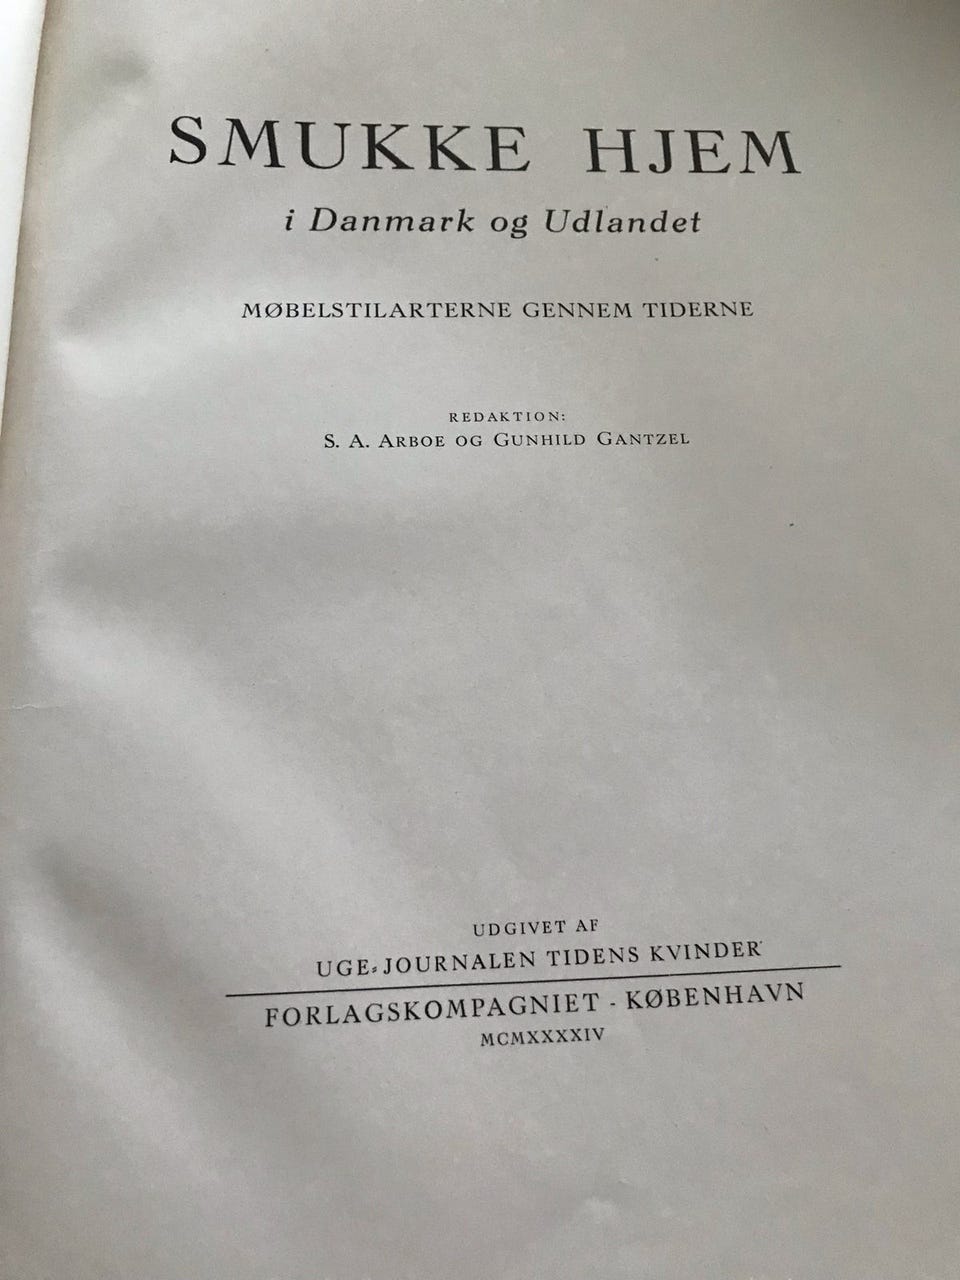 SMUKKE HJEM
i Danmark og Udlandet
MØBELSTILARTERNE GENNEM TIDERNE
REDAKTION:
S. A. ARBOE OG GUNHILD GANTZEL
UDGIVET AF
UGE-JOURNALEN TIDENS KVINDER
FORLAGSKOMPAGNIET - KØBENHAVN
MCMXXXXIV